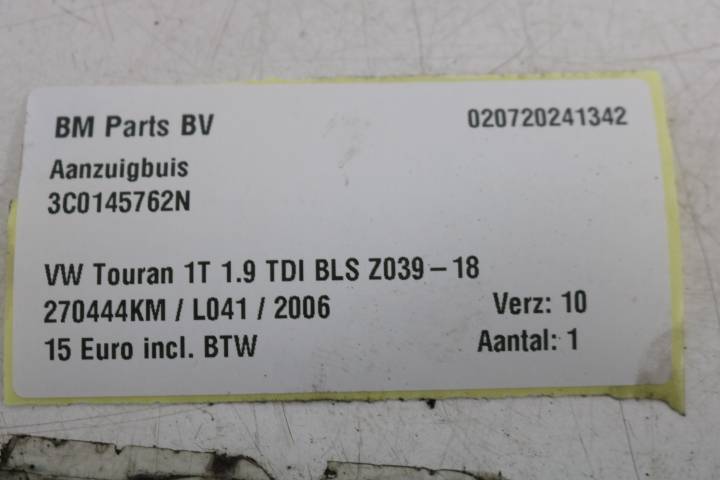 BM Parts BV 020720241342
Aanzuigbuis
3C0145762N
VW Touran 1T 1.9 TDI BLS Z039-18
270444KM / L041 / 2006 Verz: 10
15 Euro incl. BTW Aantal: 1